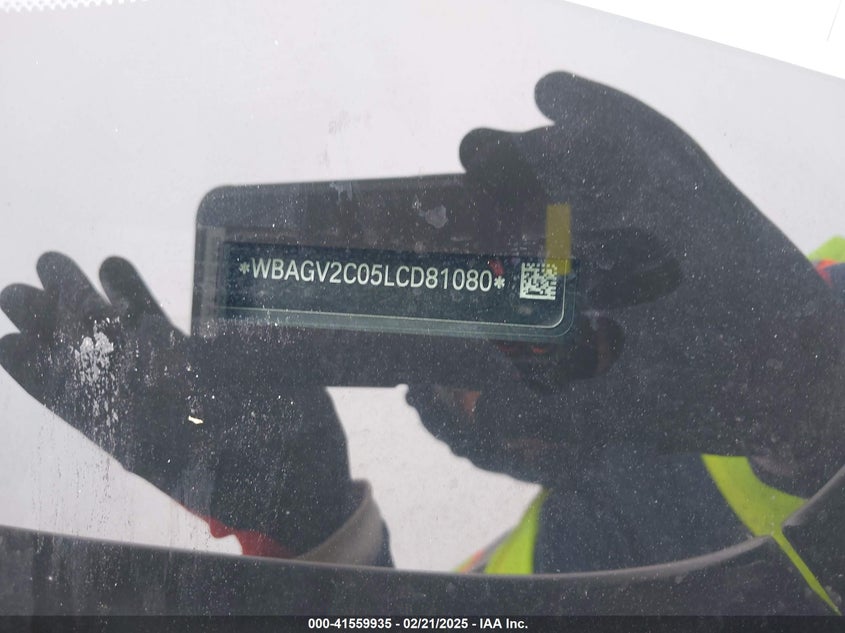 *WBAGV2C05LCD81080*
000-41559935 - 02/21/2025 - IAA Inc.